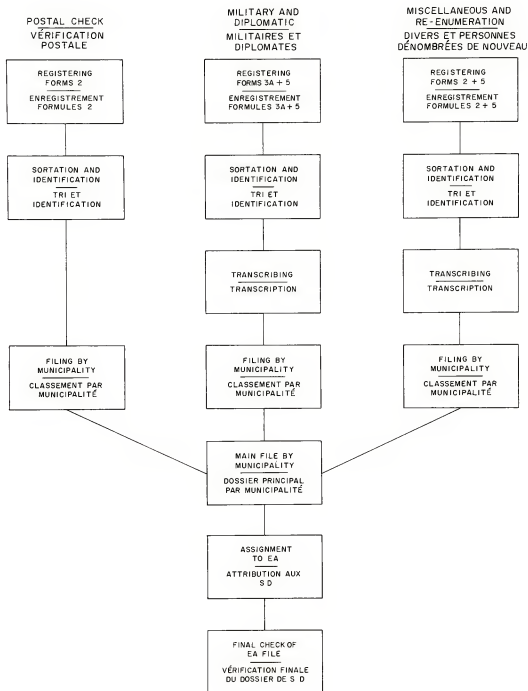 POSTAL CHECK
VÉRIFICATION
POSTALE
MILITARY AND
DIPLOMATIC
MILITAIRES ET
DIPLOMATES
MISCELLANEOUS AND
RE-ENUMERATION
DIVERS ET PERSONNES
DÉNOMBRÉES DE NOUVEAU
REGISTERING
FORMS 2
ENREGISTREMENT
FORMULES 2
REGISTERING
FORMS 3A + 5
ENREGISTREMENT
FORMULES 3A + 5
REGISTERING
FORMS 2 + 5
ENREGISTREMENT
FORMULES 2 + 5
SORTATION AND
IDENTIFICATION
TRI ET
IDENTIFICATION
SORTATION AND
IDENTIFICATION
TRI ET
IDENTIFICATION
SORTATION AND
IDENTIFICATION
TRI ET
IDENTIFICATION
TRANSCRIBING
TRANSCRIPTION
TRANSCRIBING
TRANSCRIPTION
FILING BY
MUNICIPALITY
CLASSEMENT PAR
MUNICIPALITÉ
FILING BY
MUNICIPALITY
CLASSEMENT PAR
MUNICIPALITÉ
FILING BY
MUNICIPALITY
CLASSEMENT PAR
MUNICIPALITÉ
MAIN FILE BY
MUNICIPALITY
DOSSIER PRINCIPAL
PAR MUNICIPALITÉ
ASSIGNMENT
TO EA
ATTRIBUTION AUX
S D
FINAL CHECK OF
EA FILE
VÉRIFICATION FINALE
DU DOSSIER DE S D